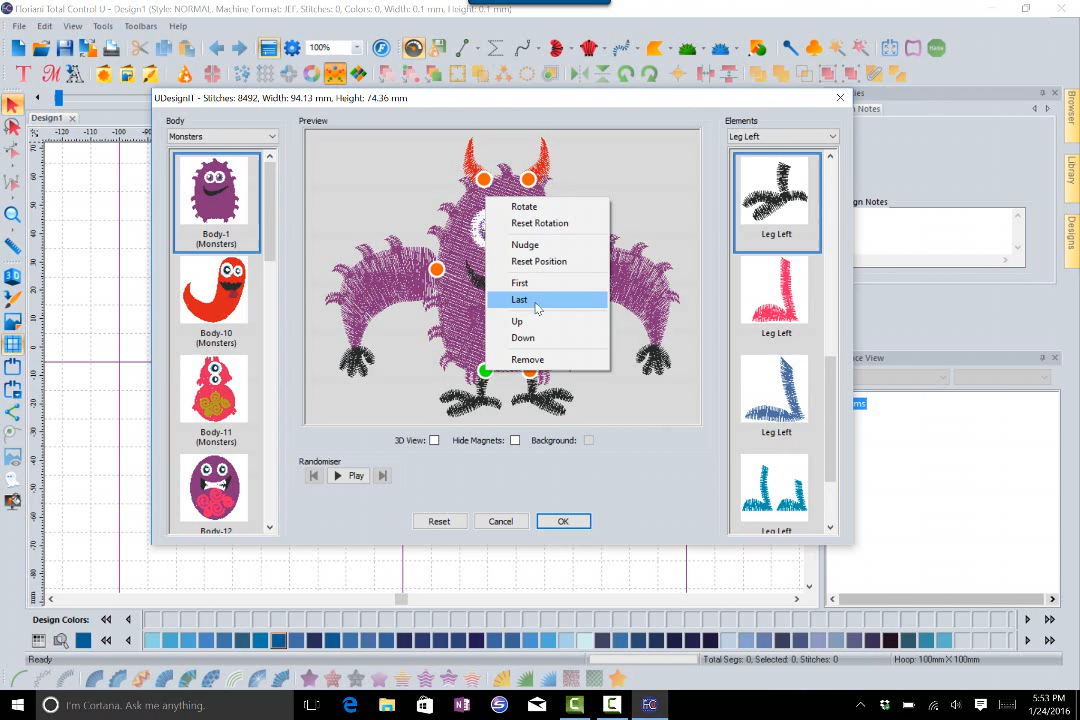 Floriani Total Control U - Design1 (Style: NORMAL, Machine Format: JEF, Stitches: 0, Colors: 0, Width: 0.1 mm, Height: 0.1 mm)
File Edit View Tools Toolbars Help
100%
UDesignIT - Stitches: 8492, Width: 94.13 mm, Height: 74.36 mm
Design1
-120 -110 -100 -90
Body
Monsters
Preview
Elements
Leg Left
Notes
Browser
Library
Designs
Body-1
(Monsters)
Body-10
(Monsters)
Body-11
(Monsters)
Body-12
Rotate
Reset Rotation
Nudge
Reset Position
First
Last
Up
Down
Remove
Leg Left
Leg Left
Leg Left
Leg Left
gn Notes
ce View
ms
3D View:
Hide Magnets:
Background:
Randomiser
Play
Reset
Cancel
OK
Design Colors:
Ready
Total Segs: 0, Selected: 0, Stitches: 0
Hoop: 100mm×100mm
I'm Cortana. Ask me anything.
5:53 PM
1/24/2016